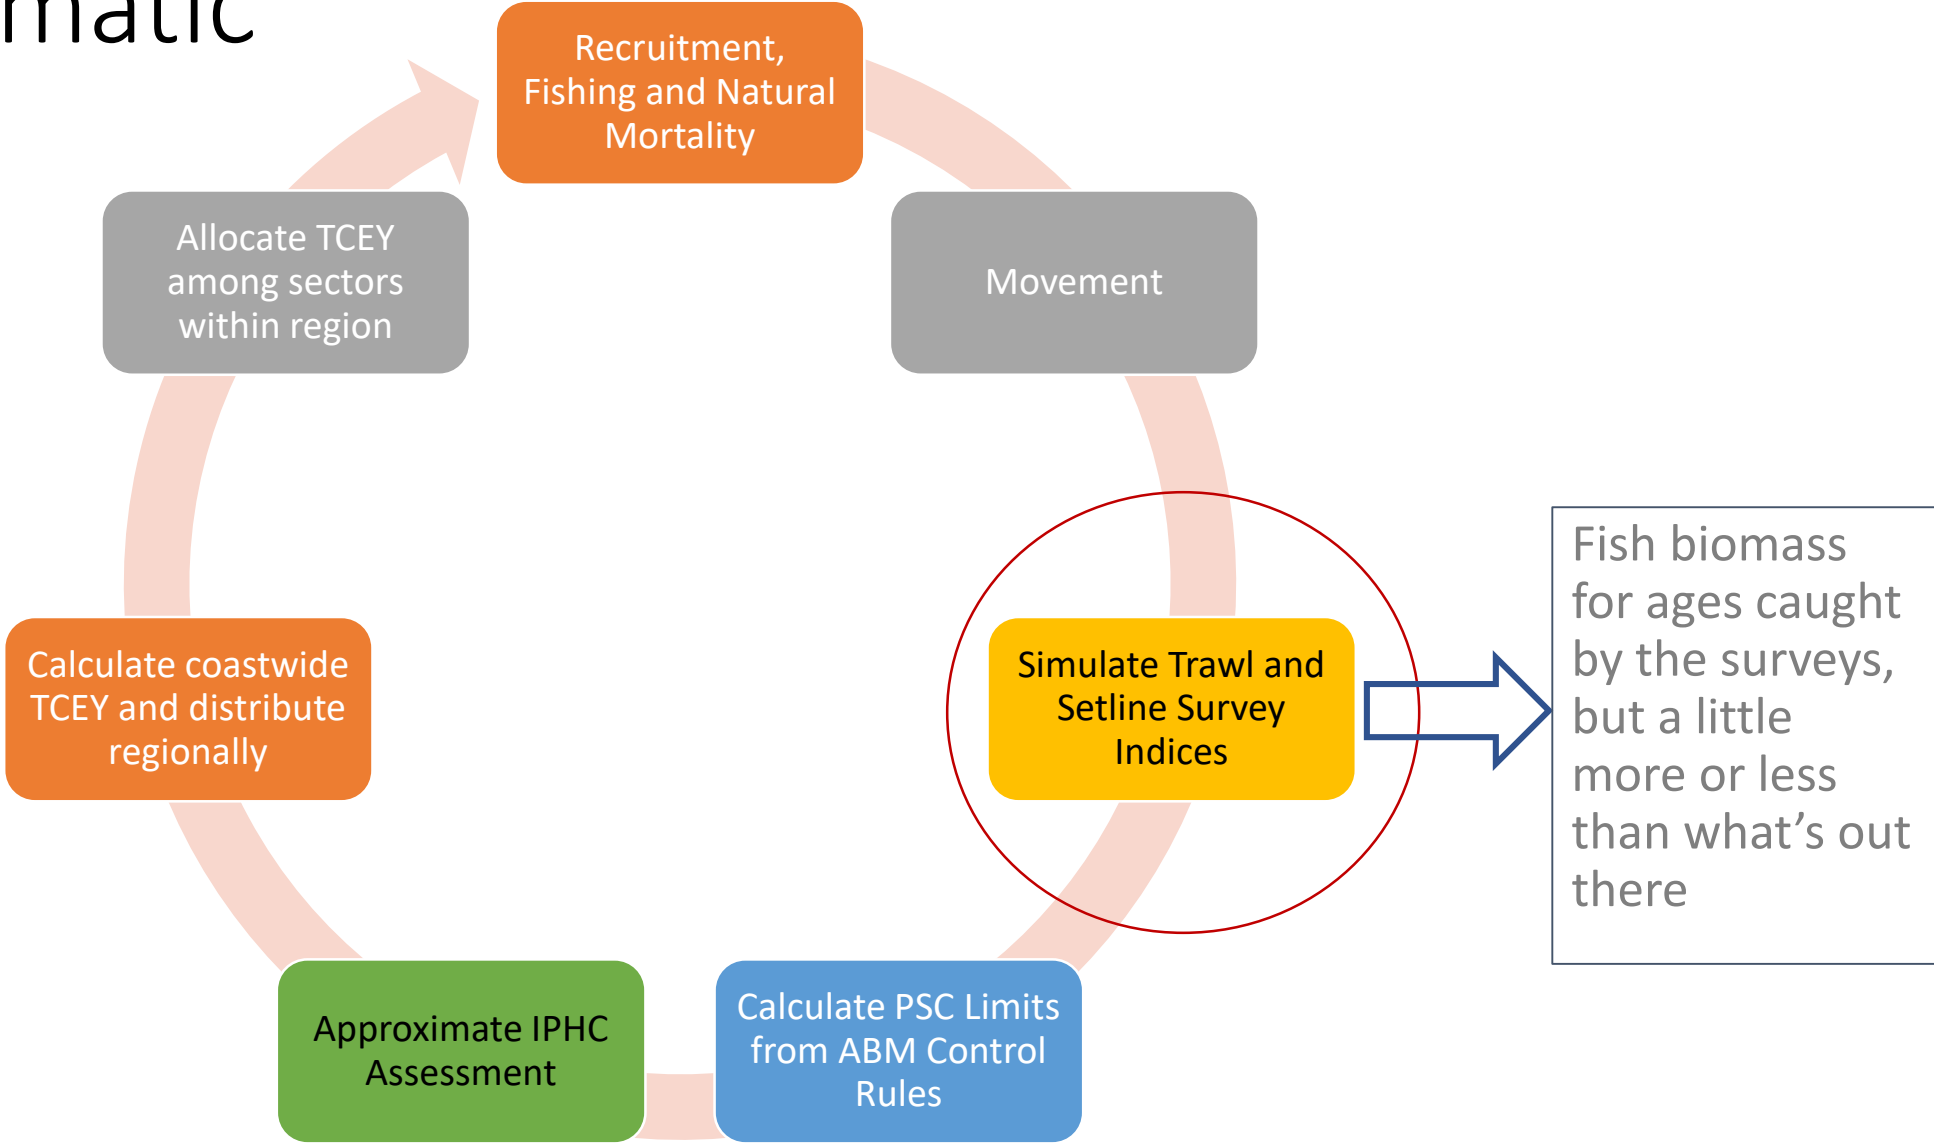 matic
Recruitment,
Fishing and Natural
Mortality
Movement
Simulate Trawl and
Setline Survey
Indices
Fish biomass
for ages caught
by the surveys,
but a little
more or less
than what’s out
there
Calculate PSC Limits
from ABM Control
Rules
Approximate IPHC
Assessment
Calculate coastwide
TCEY and distribute
regionally
Allocate TCEY
among sectors
within region